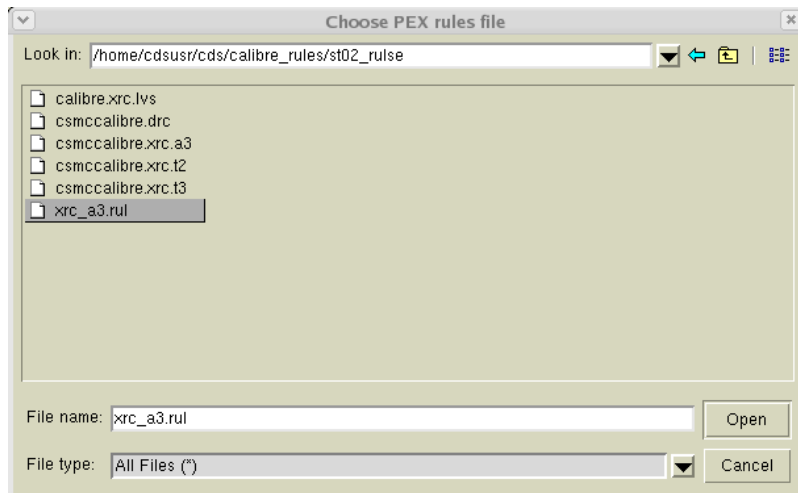 Choose PEX rules file
Look in: /home/cdsusr/cds/calibre_rules/st02_rulse
calibre.xrc.lvs
csmccalibre.drc
csmccalibre.xrc.a3
csmccalibre.xrc.t2
csmccalibre.xrc.t3
xrc_a3.rul
File name: xrc_a3.rul Open
File type: All Files (*) Cancel